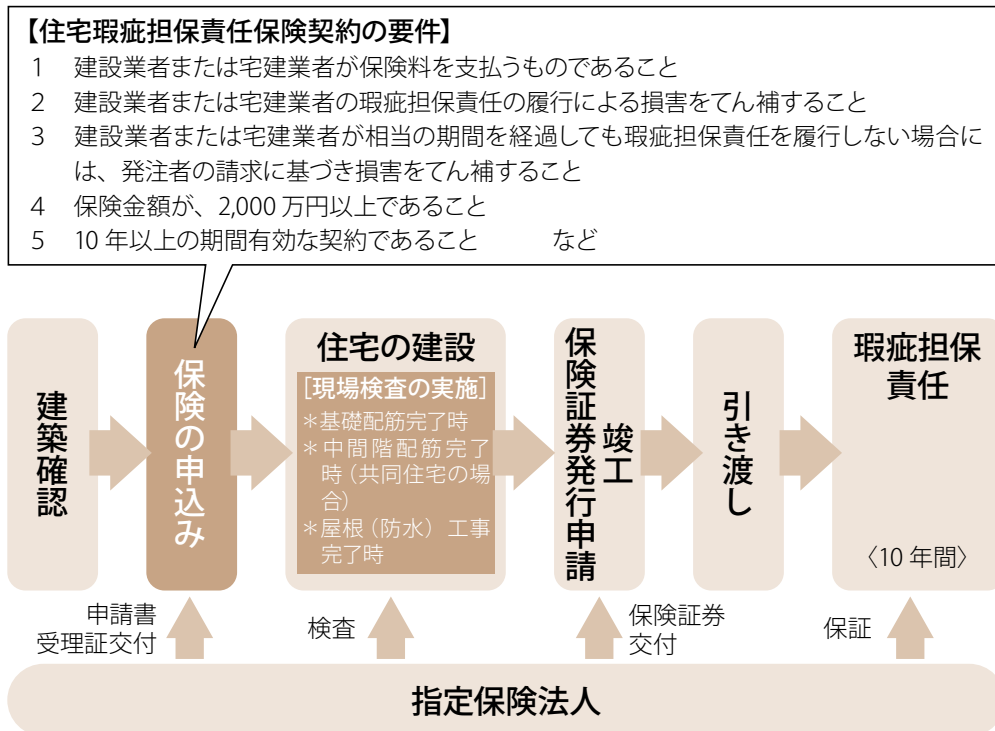 【住宅瑕疵担保責任保険契約の要件】
1 建設業者または宅建業者が保険料を支払うものであること
2 建設業者または宅建業者の瑕疵担保責任の履行による損害をてん補すること
3 建設業者または宅建業者が相当の期間を経過しても瑕疵担保責任を履行しない場合に
は、発注者の請求に基づき損害をてん補すること
4 保険金額が、2,000万円以上であること
5 10年以上の期間有効な契約であること　など
建築確認
保険の申込み
住宅の建設
[現場検査の実施]
＊基礎配筋完了時
＊中間階配筋完了
時（共同住宅の場
合）
＊屋根（防水）工事
完了時
竣工
保険証券発行申請
引き渡し
瑕疵担保
責任
〈10年間〉
申請書
受理証交付
検査
保険証券
交付
保証
指定保険法人